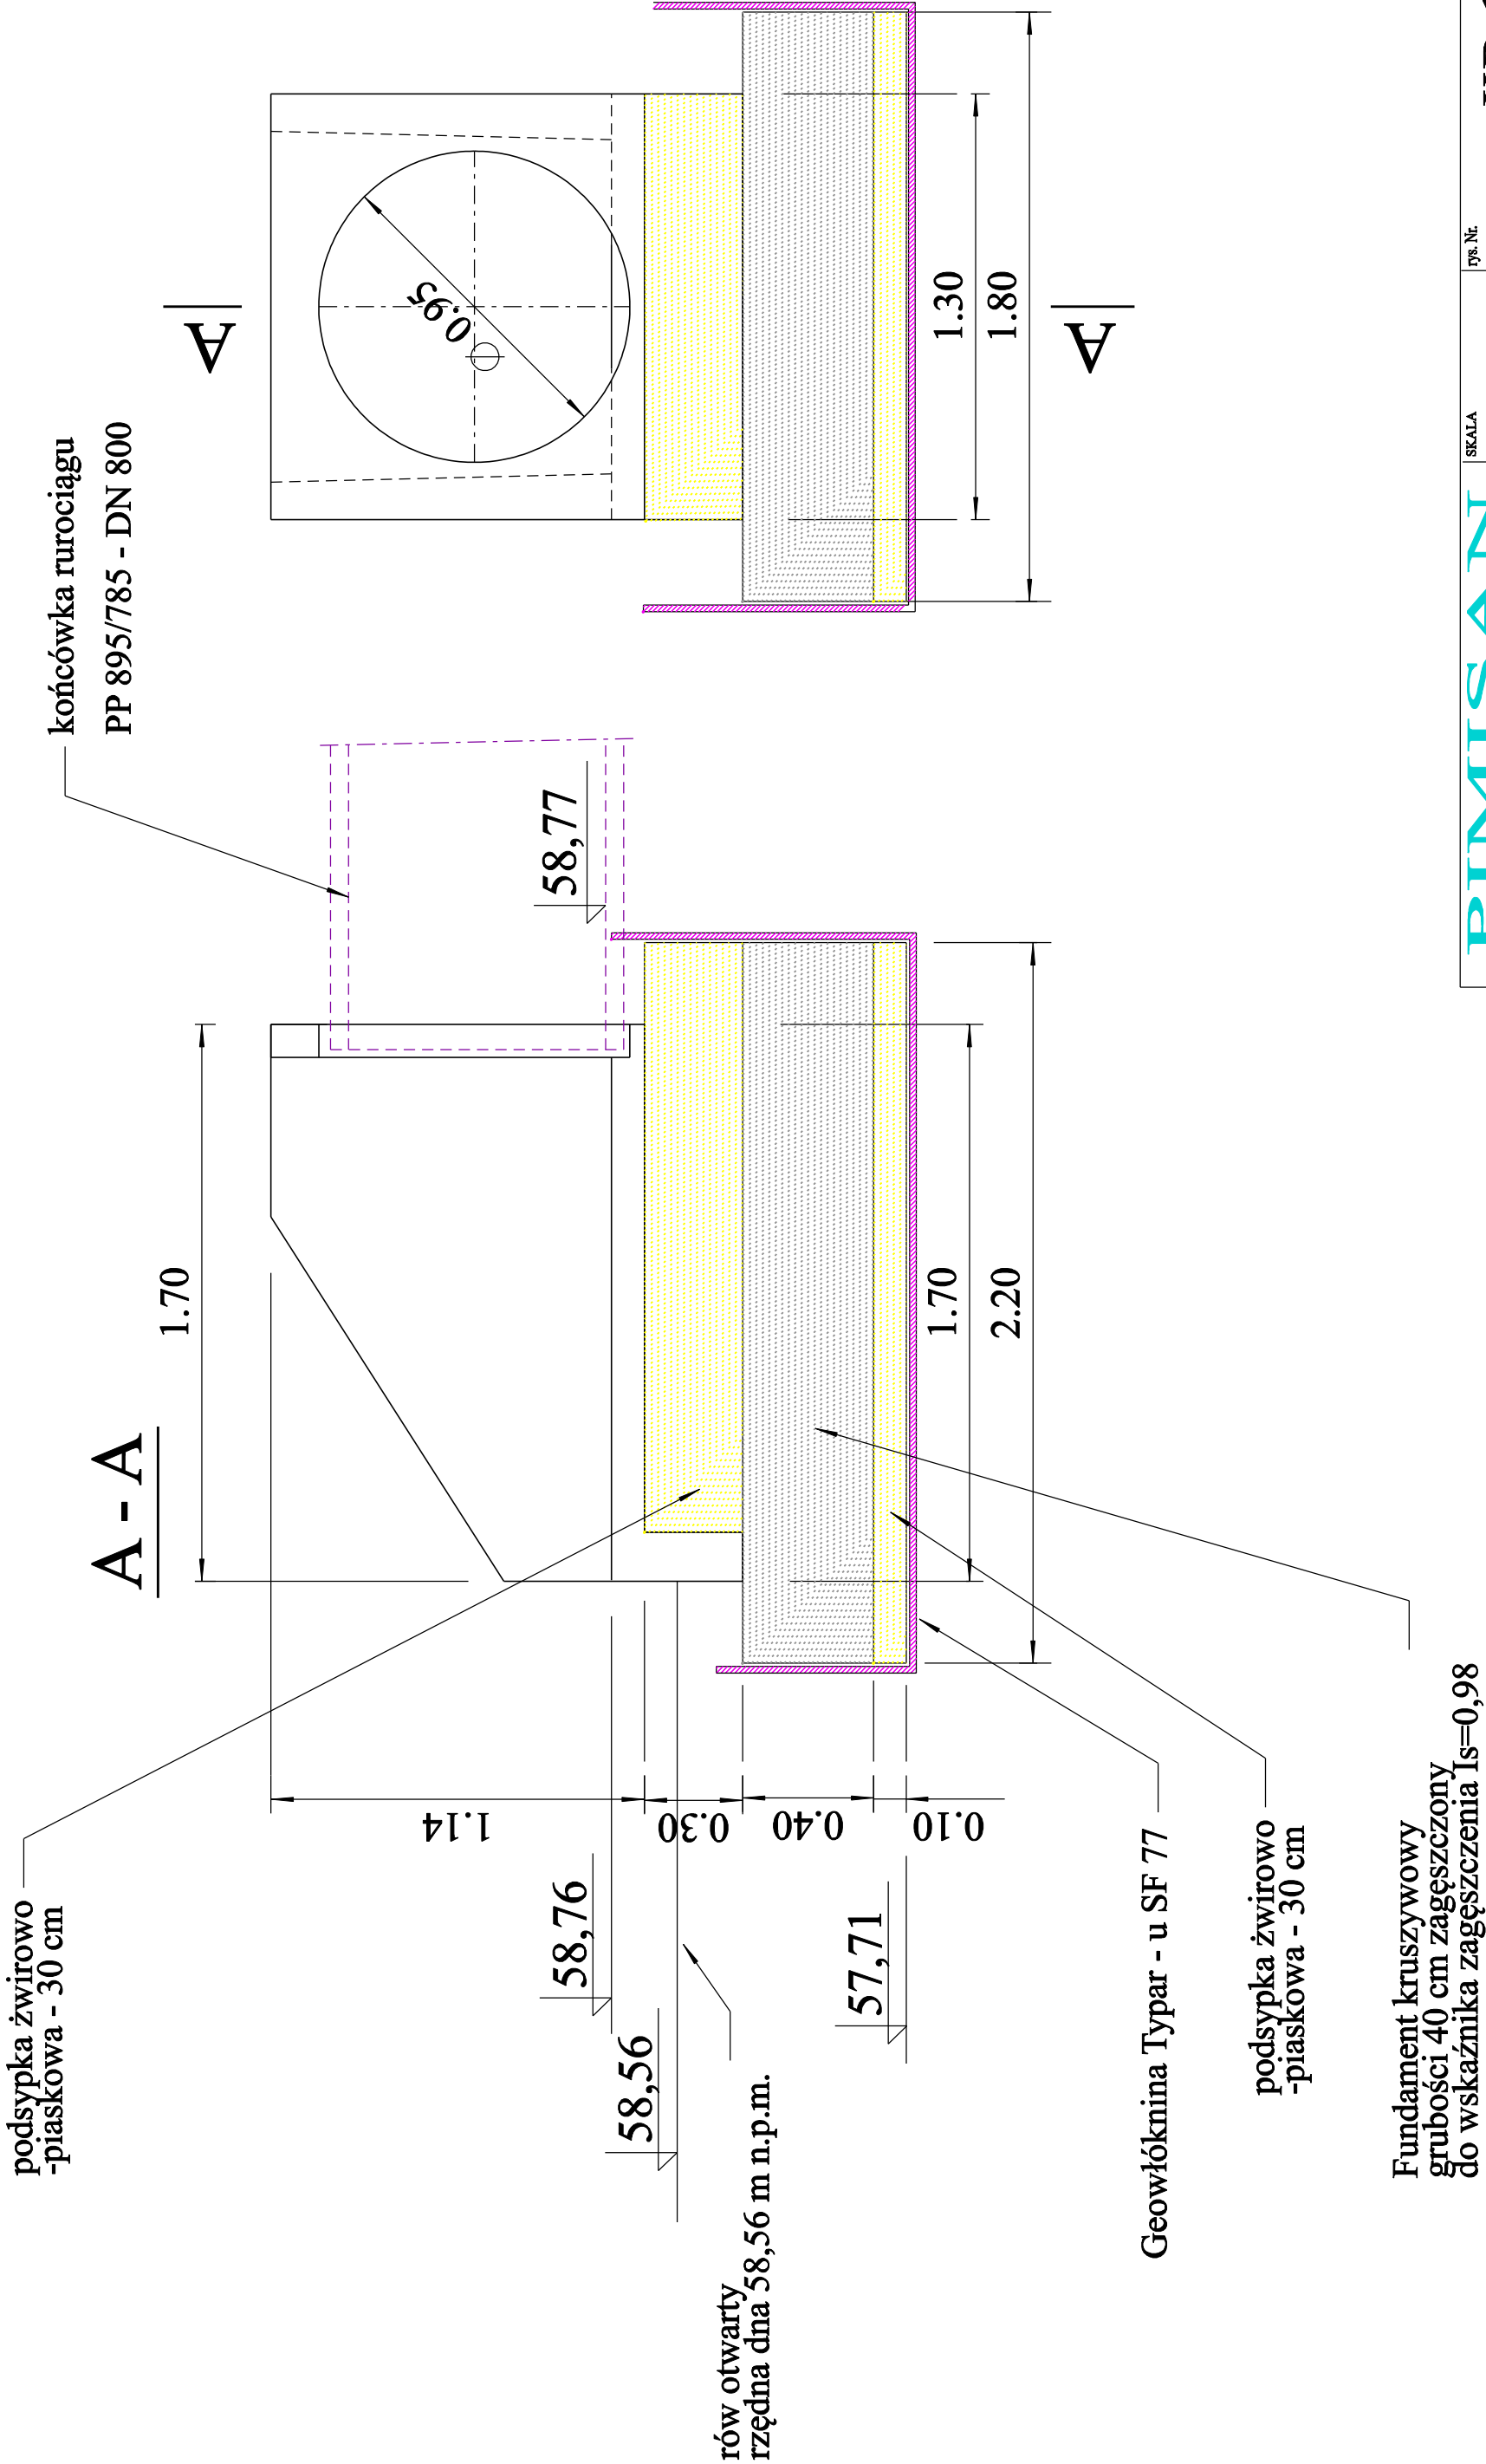 podsypka żwirowo
-piaskowa - 30 cm
A - A
końcówka rurociągu
PP 895/785 - DN 800
A
1.70
0.95
58,77
1.14
0.30
0.40
0.10
58,76
58,56
57,71
rów otwarty
rzędna dna 58,56 m n.p.m.
1.70
2.20
1.30
1.80
A
Geowłóknina Typar - u SF 77
podsypka żwirowo
-piaskowa - 30 cm
Fundament kruszywowy
grubości 40 cm zagęszczony
do wskaźnika zagęszczenia Is=0,98
SKALA
rys. Nr.